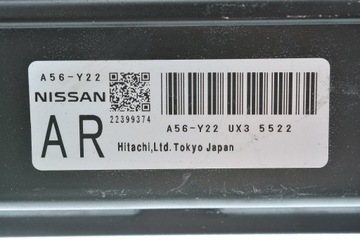 A56-Y22
NISSAN
22399374
AR
A56-Y22 UX3 5522
Hitachi,Ltd.Tokyo Japan